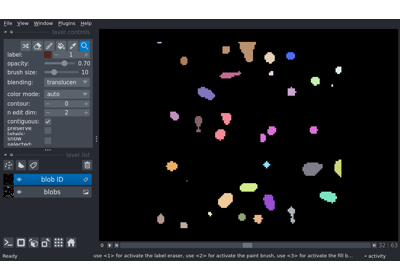 File View Window Plugins Help
layer controls
label: 1
opacity: 0.70
brush size: 10
blending: translucen
color mode: auto
contour: 0
n edit dim: 2
contiguous:
preserve labels:
show selected:
layer list
blob ID
blobs
32 63
Ready
use <1> for activate the label eraser, use <2> for activate the paint brush, use <3> for activate the fill b...
activity